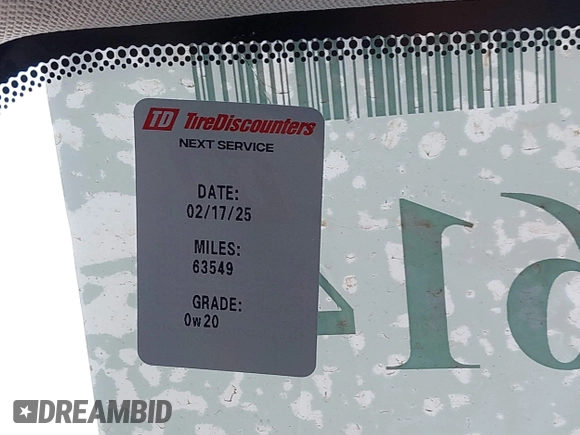 TD TireDiscounters
NEXT SERVICE
DATE:
02/17/25
MILES:
63549
GRADE:
0w20
DREAMBID